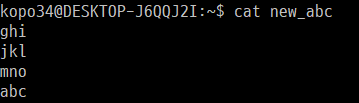 kopo34@DESKTOP-J6QQJ2I:~$ cat new_abc
ghi
jkl
mno
abc